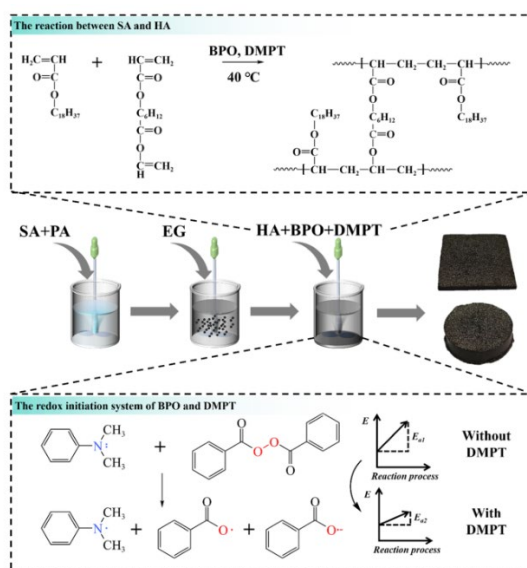 The reaction between SA and HA
H₂C=CH
O=C
O
C₁₈H₃₇
+
HC=CH₂
C=O
O
C₆H₁₂
C=O
O
C=CH₂
H
BPO, DMPT
40 °C
CH—CH₂—CH₂—CH
C=O
O
C₆H₁₂
C=O
O
C=O
O
C₁₈H₃₇
C₁₈H₃₇
O
O=C
CH—CH₂—CH—CH₂
SA+PA
EG
HA+BPO+DMPT
The redox initiation system of BPO and DMPT
CH₃
N:
CH₃
+
O
O
O
O
E
Eₐ₁
Reaction process
Without
DMPT
CH₃
N·
CH₃
+
O
O·
+
O
O··
E
Eₐ₂
Reaction process
With
DMPT